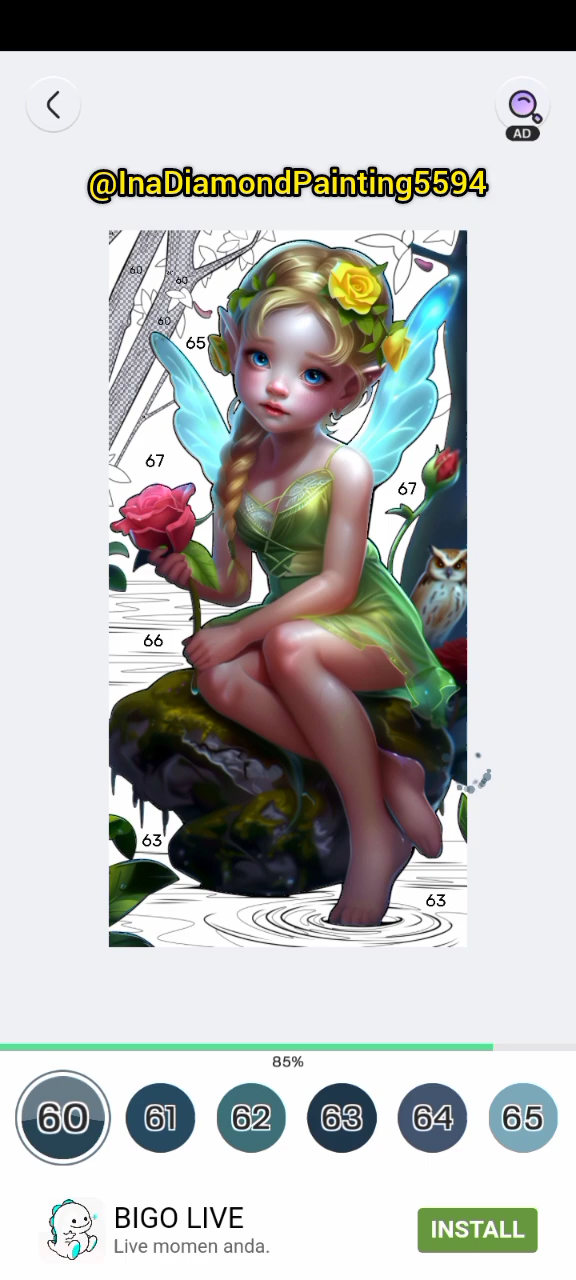 AD
@InaDiamondPainting5594
60
60
60
65
67
67
66
63
63
85%
60 61 62 63 64 65
BIGO LIVE
Live momen anda.
INSTALL